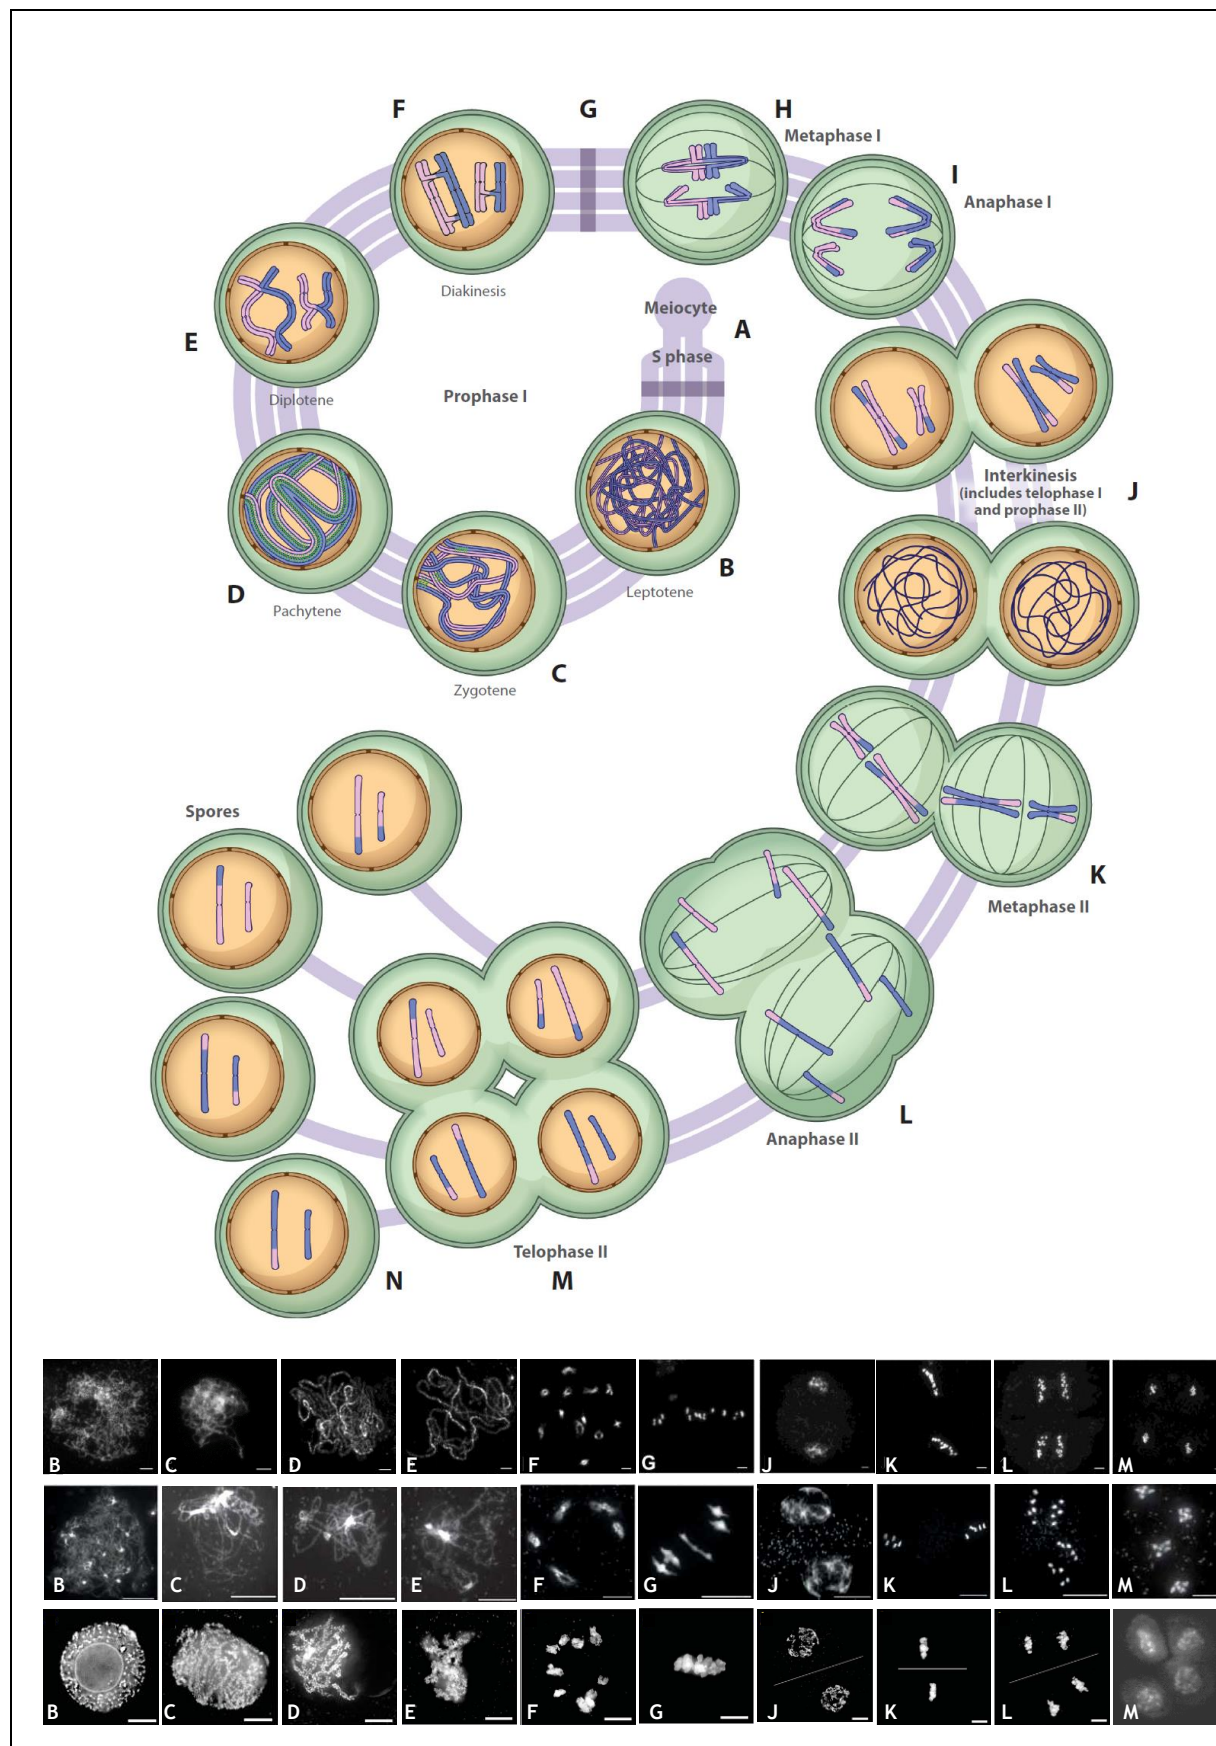 F
G
H
Metaphase I
I
Anaphase I
Diakinesis
Meiocyte
A
E
S phase
Prophase I
Diplotene
Interkinesis
(includes telophase I
and prophase II)
J
B
D
Leptotene
Pachytene
C
Zygotene
Spores
K
Metaphase II
L
Anaphase II
Telophase II
N
M
B C D E F G J K L M
B C D E F G J K L M
B C D E F G J K L M